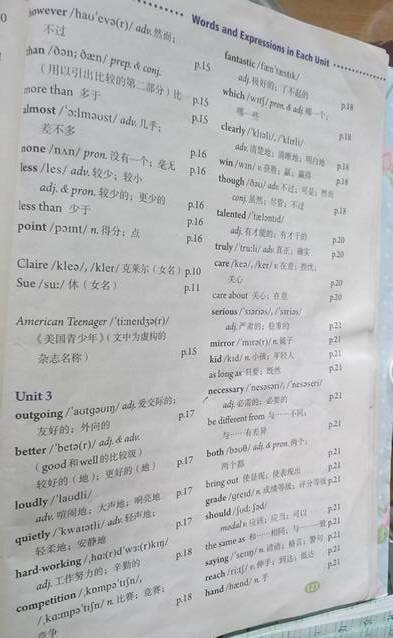 Words and Expressions in Each Unit
however /haʊ'evə(r)/ adv. 然而；
不过 p.15
than /ðən; ðæn/ prep. & conj.
（用以引出比较的第二部分）比 p.15
more than 多于 p.15
almost /'ɔ:lməʊst/ adv. 几乎；
差不多 p.16
none /nʌn/ pron. 没有一个；毫无 p.16
less /les/ adv. 较少；较小
adj. & pron. 较少的；更少的 p.16
less than 少于 p.16
point /pɔɪnt/ n. 得分；点 p.16
Claire /kleə/, /kler/ 克莱尔（女名） p.10
Sue /su:/ 休（女名） p.11
American Teenager /'ti:neɪdʒə(r)/
《美国青少年》（文中为虚构的
杂志名称） p.15
Unit 3
outgoing /'aʊtgəʊɪŋ/ adj. 爱交际的；
友好的；外向的 p.17
better /'betə(r)/ adj. & adv.
（good 和well的比较级）
较好的（地）；更好的（地） p.17
loudly /'laʊdli/
adv. 喧闹地；大声地；响亮地 p.17
quietly /'kwaɪətli/ adv. 轻声地；
轻柔地；安静地 p.17
hard-working /ˌhɑ:(r)d'wɜ:(r)kɪŋ/
adj. 工作努力的；辛勤的 p.18
competition /ˌkɒmpə'tɪʃn/,
/ˌkɑ:mpə'tɪʃn/ n. 比赛；竞赛；
竞争 p.18
fantastic /fæn'tæstɪk/
adj. 极好的；了不起的 p.18
which /wɪtʃ/ pron. & adj. 哪一个；
哪一些 p.18
clearly /'klɪəli/, /'klɪrli/
adv. 清楚地；清晰地；明白地 p.18
win /wɪn/ v. 获胜；赢；赢得 p.18
though /ðəʊ/ adv. 不过；可是；然而
conj. 虽然；尽管；不过 p.18
talented /'tæləntɪd/
adj. 有才能的；有才干的 p.20
truly /'tru:li/ adv. 真正；确实 p.20
care /keə/, /ker/ v. 在意；担忧；
关心 p.20
care about 关心；在意 p.20
serious /'sɪəriəs/, /'sɪriəs/
adj. 严肃的；稳重的 p.21
mirror /'mɪrə(r)/ n. 镜子 p.21
kid /kɪd/ n. 小孩；年轻人 p.21
as long as 只要；既然 p.21
necessary /'nesəsəri/, /'nesəseri/
adj. 必需的；必要的 p.21
be different from 与……不同；
与……有差异 p.21
both /bəʊθ/ adj. & pron. 两个；
两个都 p.21
bring out 使显现；使表现出 p.21
grade /greɪd/ n. 成绩等级；评分等级 p.21
should /ʃʊd; ʃəd/
modal v. 应该；应当；可以 p.21
the same as 和……相同；与……一致 p.21
saying /'seɪɪŋ/ n. 谚语；格言；警句 p.21
reach /ri:tʃ/ v. 伸手；到达；抵达 p.21
hand /hænd/ n. 手 p.21